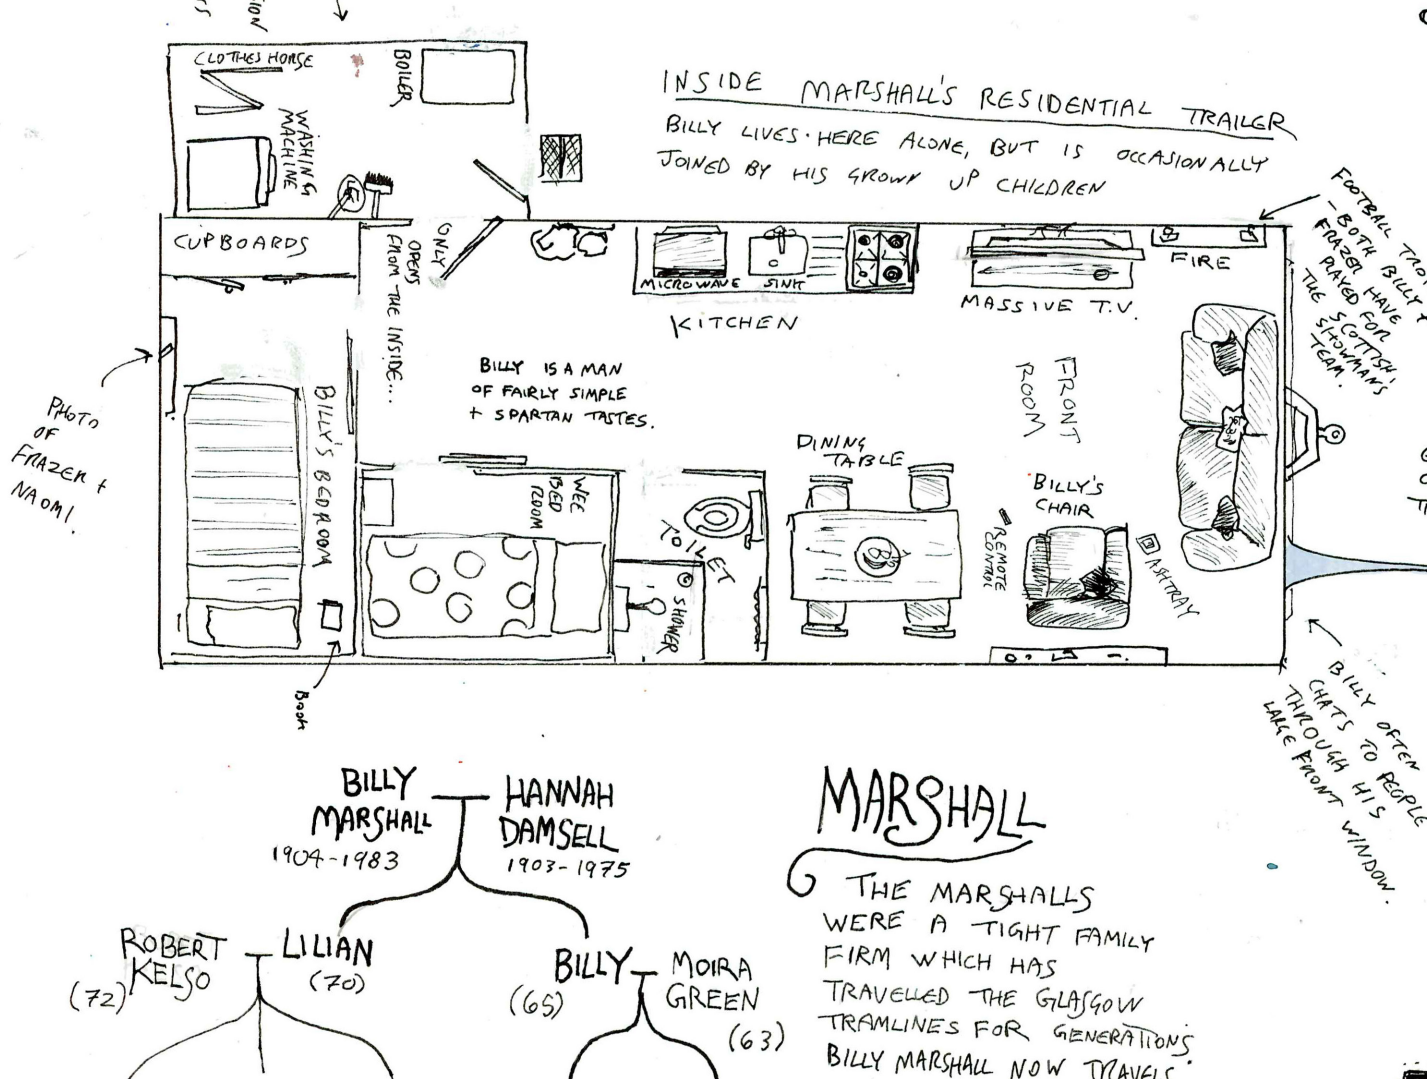 CLOTHES HORSE
BOILER
WASHING
MACHINE
CUPBOARDS
ONLY
OPENS
FROM THE INSIDE...
INSIDE MARSHALL'S RESIDENTIAL TRAILER
BILLY LIVES HERE ALONE, BUT IS OCCASIONALLY
JOINED BY HIS GROWN UP CHILDREN
FOOTBALL
- BOTH BILLY +
FRAZER HAVE
PLAYED FOR
THE SCOTTISH
SHOWMAN'S
TEAM.
MICROWAVE
SINK
KITCHEN
MASSIVE T.V.
FIRE
FRONT
ROOM
BILLY IS A MAN
OF FAIRLY SIMPLE
+ SPARTAN TASTES.
PHOTO
OF
FRAZER +
NAOMI.
BILLY'S BEDROOM
BOOK
WEE
BED
ROOM
TOILET
SHOWER
DINING
TABLE
BILLY'S
CHAIR
REMOTE
CONTROL
ASHTRAY
BILLY OFTEN
CHATS TO PEOPLE
THROUGH HIS
LARGE FRONT WINDOW.
BILLY
MARSHALL
1904-1983
HANNAH
DAMSELL
1903-1975
ROBERT
KELSO
(72)
LILIAN
(70)
BILLY
(65)
MOIRA
GREEN
(63)
MARSHALL
THE MARSHALLS
WERE A TIGHT FAMILY
FIRM WHICH HAS
TRAVELLED THE GLASGOW
TRAMLINES FOR GENERATIONS.
BILLY MARSHALL NOW TRAVELS